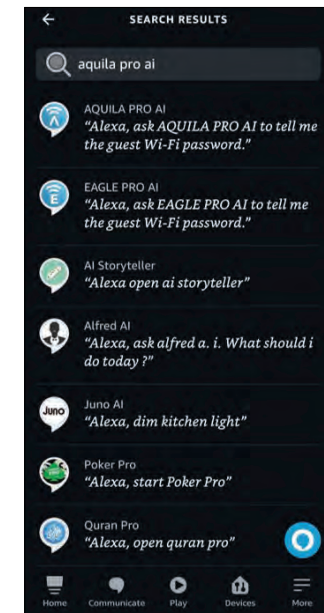 SEARCH RESULTS
aquila pro ai
AQUILA PRO AI
“Alexa, ask AQUILA PRO AI to tell me
the guest Wi-Fi password.”
EAGLE PRO AI
“Alexa, ask EAGLE PRO AI to tell me
the guest Wi-Fi password.”
AI Storyteller
“Alexa open ai storyteller”
Alfred AI
“Alexa, ask alfred a. i. What should i
do today ?”
Juno AI
“Alexa, dim kitchen light”
JUNO
Poker Pro
“Alexa, start Poker Pro”
Quran Pro
“Alexa, open quran pro”
Home Communicate Play Devices More